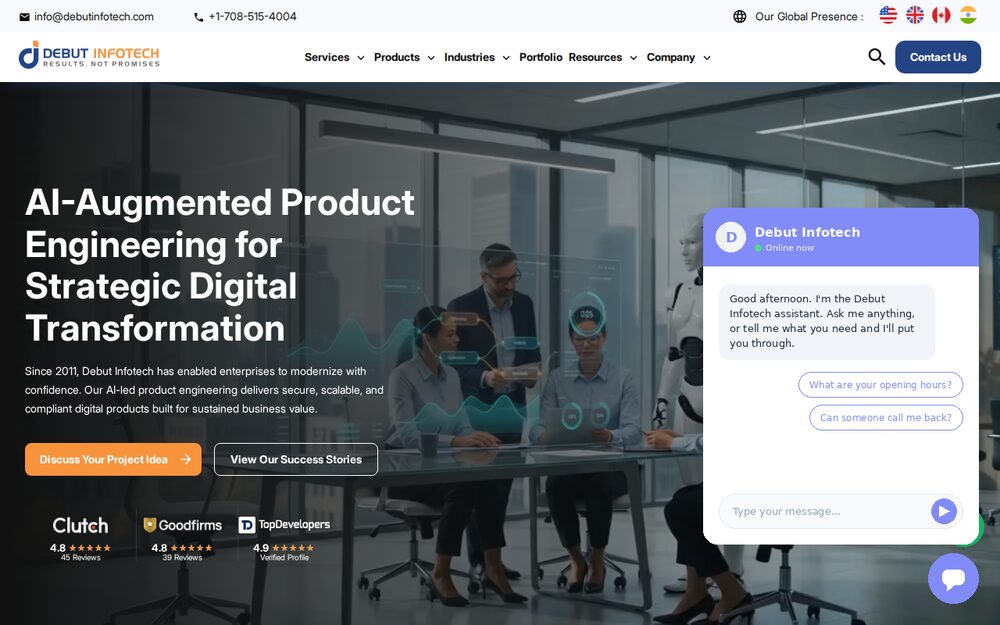 info@debutinfotech.com
+1-708-515-4004
Our Global Presence :
DEBUT INFOTECH
RESULTS, NOT PROMISES
Services
Products
Industries
Portfolio
Resources
Company
Contact Us
AI-Augmented Product
Engineering for
Strategic Digital
Transformation
Since 2011, Debut Infotech has enabled enterprises to modernize with
confidence. Our AI-led product engineering delivers secure, scalable, and
compliant digital products built for sustained business value.
Discuss Your Project Idea
View Our Success Stories
Clutch
4.8
45 Reviews
Goodfirms
4.8
39 Reviews
TopDevelopers
4.9
Verified Profile
D
Debut Infotech
Online now
Good afternoon. I'm the Debut
Infotech assistant. Ask me anything,
or tell me what you need and I'll put
you through.
What are your opening hours?
Can someone call me back?
Type your message...